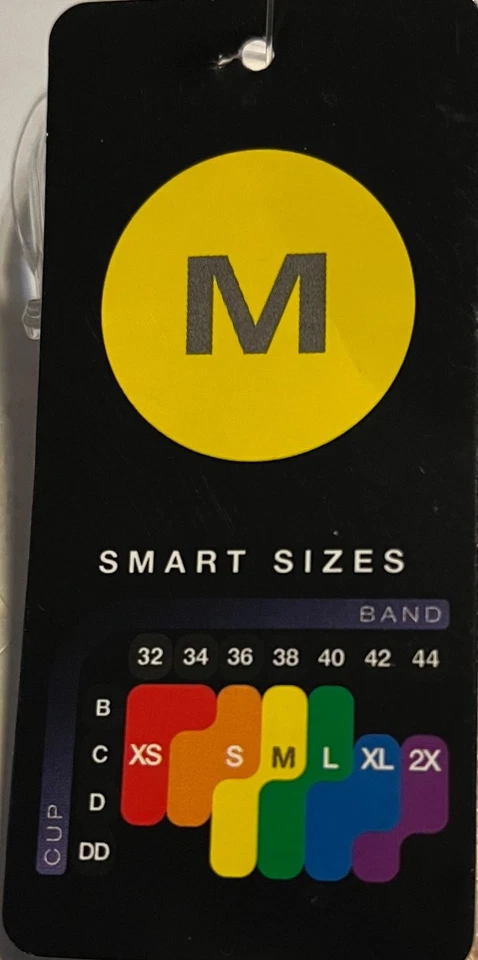 M
SMART SIZES
BAND
32 34 36 38 40 42 44
B
C XS S M L XL 2X
D
DD
CUP